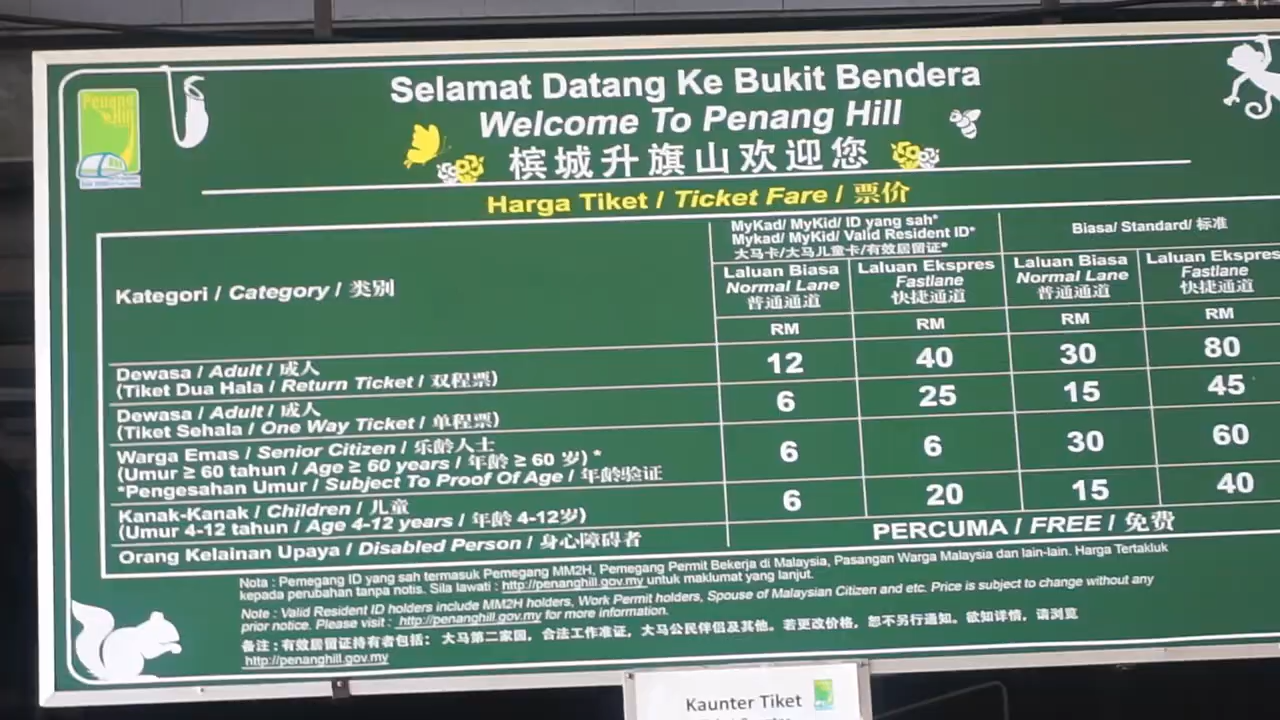 Penang
Hill
Selamat Datang Ke Bukit Bendera
Welcome To Penang Hill
槟城升旗山欢迎您
Harga Tiket / Ticket Fare / 票价
Kategori / Category / 类别
MyKad/ MyKid/ ID yang sah*
Mykad/ MyKid/ Valid Resident ID*
大马卡/大马儿童卡/有效居留证*
Biasa/ Standard/ 标准
Laluan Biasa
Normal Lane
普通通道
Laluan Ekspres
Fastlane
快捷通道
Laluan Biasa
Normal Lane
普通通道
Laluan Ekspres
Fastlane
快捷通道
RM RM RM RM
Dewasa / Adult / 成人
(Tiket Dua Hala / Return Ticket / 双程票)
12 40 30 80
Dewasa / Adult / 成人
(Tiket Sehala / One Way Ticket / 单程票)
6 25 15 45
Warga Emas / Senior Citizen / 乐龄人士
(Umur ≥ 60 tahun / Age ≥ 60 years / 年龄 ≥ 60 岁) *
*Pengesahan Umur / Subject To Proof Of Age / 年龄验证
6 6 30 60
Kanak-Kanak / Children / 儿童
(Umur 4-12 tahun / Age 4-12 years / 年龄 4-12岁)
6 20 15 40
Orang Kelainan Upaya / Disabled Person / 身心障碍者
PERCUMA / FREE / 免费
Nota : Pemegang ID yang sah termasuk Pemegang MM2H, Pemegang Permit Bekerja di Malaysia, Pasangan Warga Malaysia dan lain-lain. Harga Tertakluk
kepada perubahan tanpa notis. Sila lawati : http://penanghill.gov.my untuk maklumat yang lanjut.
Note : Valid Resident ID holders include MM2H holders, Work Permit holders, Spouse of Malaysian Citizen and etc. Price is subject to change without any
prior notice. Please visit : http://penanghill.gov.my for more information.
备注 : 有效居留证持有者包括: 大马第二家园, 合法工作准证, 大马公民伴侣及其他. 若更改价格, 恕不另行通知. 欲知详情, 请浏览
http://penanghill.gov.my
Kaunter Tiket